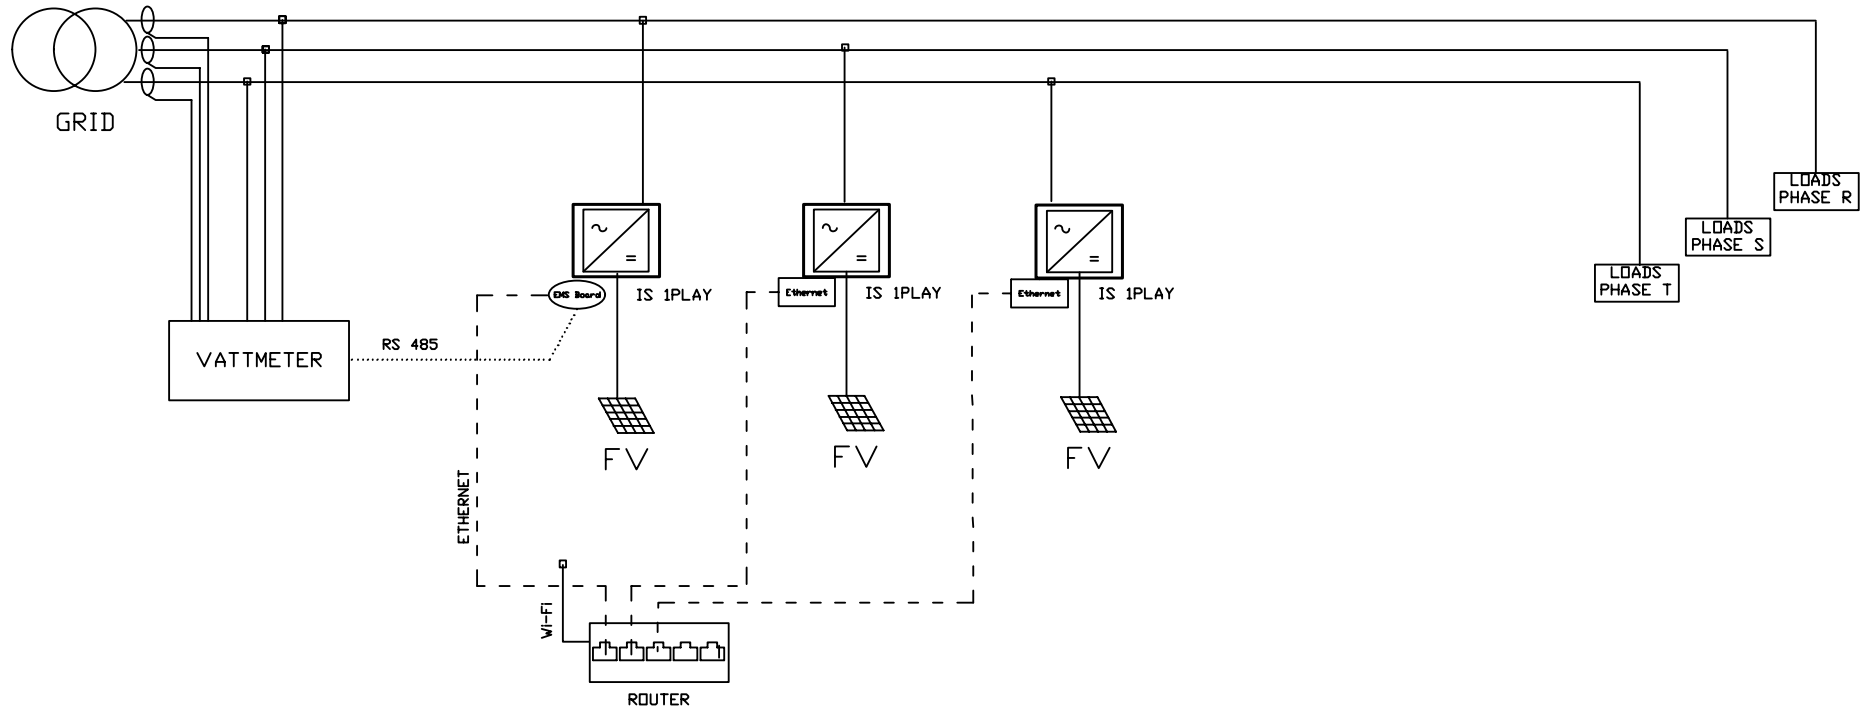 GRID
LOADS
PHASE R
LOADS
PHASE S
LOADS
PHASE T
EMS Board
IS 1PLAY
Ethernet
IS 1PLAY
Ethernet
IS 1PLAY
VATTMETER
RS 485
FV
FV
FV
ETHERNET
Wi-Fi
ROUTER